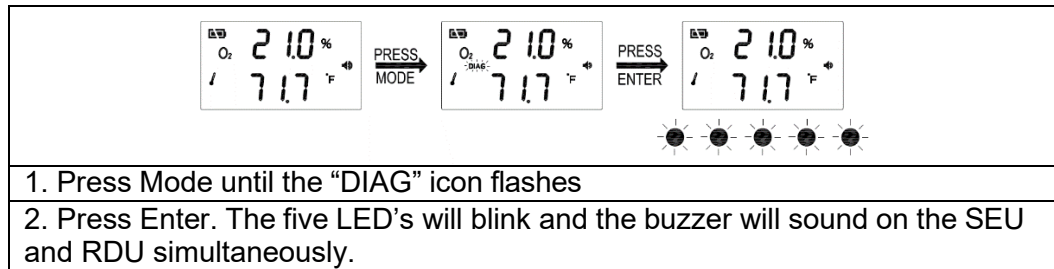 O₂ 21.0 %
71.7 °F
PRESS
MODE
O₂ 21.0 %
DIAG
71.7 °F
PRESS
ENTER
O₂ 21.0 %
71.7 °F
1. Press Mode until the “DIAG” icon flashes
2. Press Enter. The five LED’s will blink and the buzzer will sound on the SEU
and RDU simultaneously.